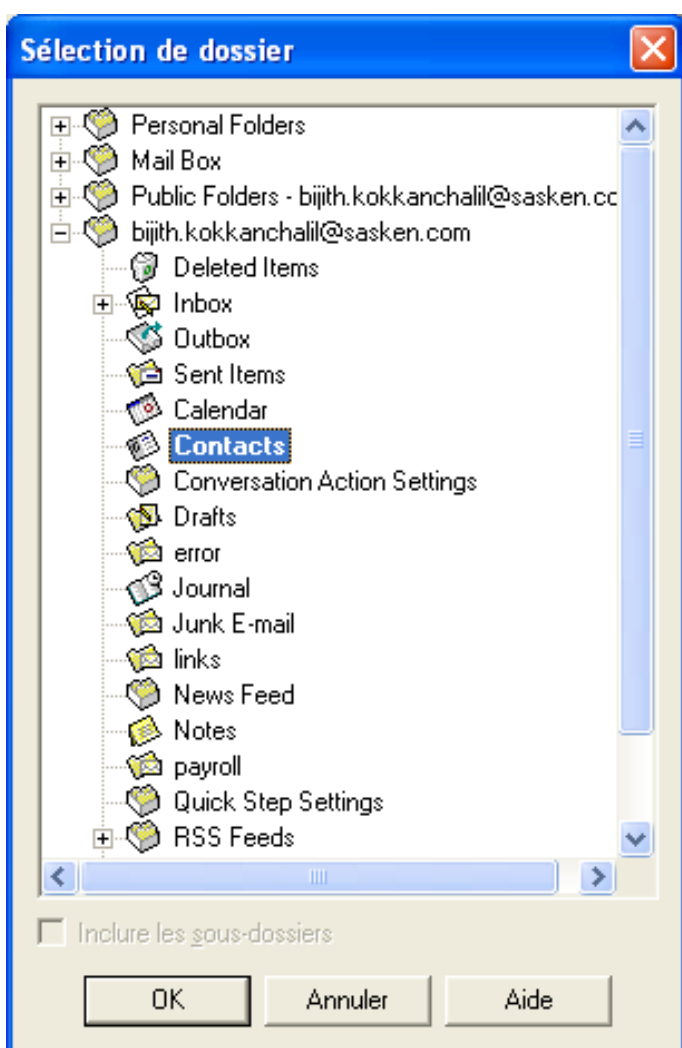 Sélection de dossier
Personal Folders
Mail Box
Public Folders - bijith.kokkanchalil@sasken.cc
bijith.kokkanchalil@sasken.com
Deleted Items
Inbox
Outbox
Sent Items
Calendar
Contacts
Conversation Action Settings
Drafts
error
Journal
Junk E-mail
links
News Feed
Notes
payroll
Quick Step Settings
RSS Feeds
Inclure les sous-dossiers
OK Annuler Aide